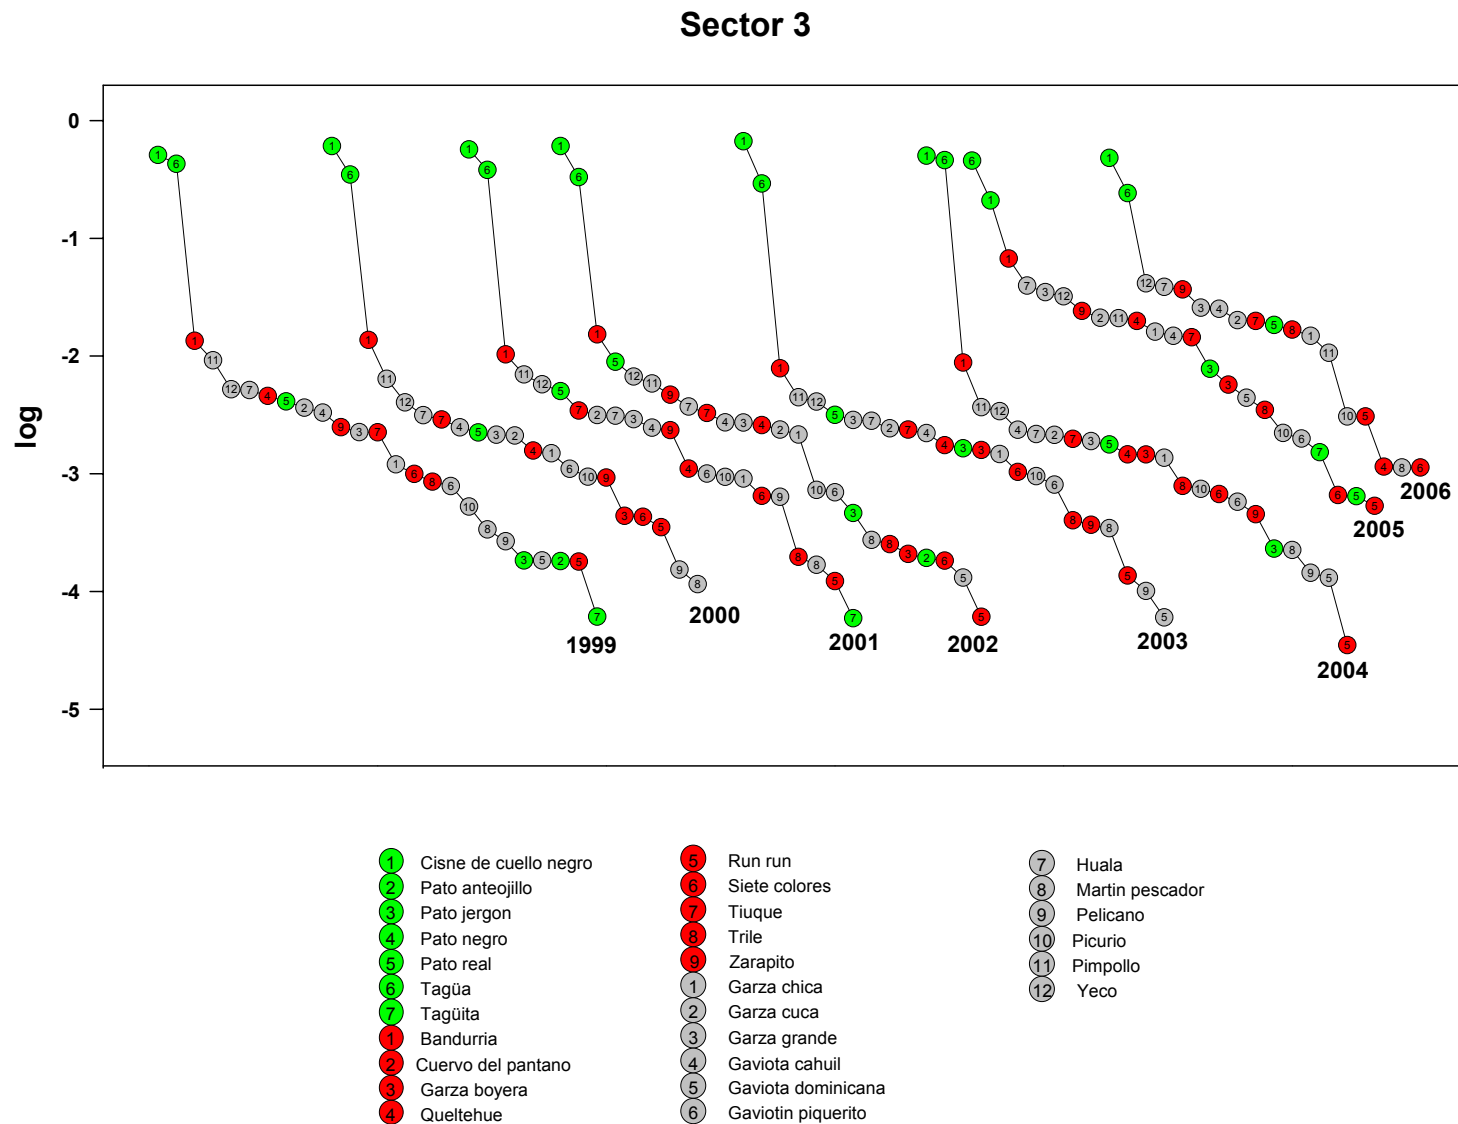 Sector 3
log
0
-1
-2
-3
-4
-5
1999
2000
2001
2002
2003
2004
2005
2006
1 Cisne de cuello negro
2 Pato anteojillo
3 Pato jergon
4 Pato negro
5 Pato real
6 Tagüa
7 Tagüita
1 Bandurria
2 Cuervo del pantano
3 Garza boyera
4 Queltehue
5 Run run
6 Siete colores
7 Tiuque
8 Trile
9 Zarapito
1 Garza chica
2 Garza cuca
3 Garza grande
4 Gaviota cahuil
5 Gaviota dominicana
6 Gaviotin piquerito
7 Huala
8 Martin pescador
9 Pelicano
10 Picurio
11 Pimpollo
12 Yeco